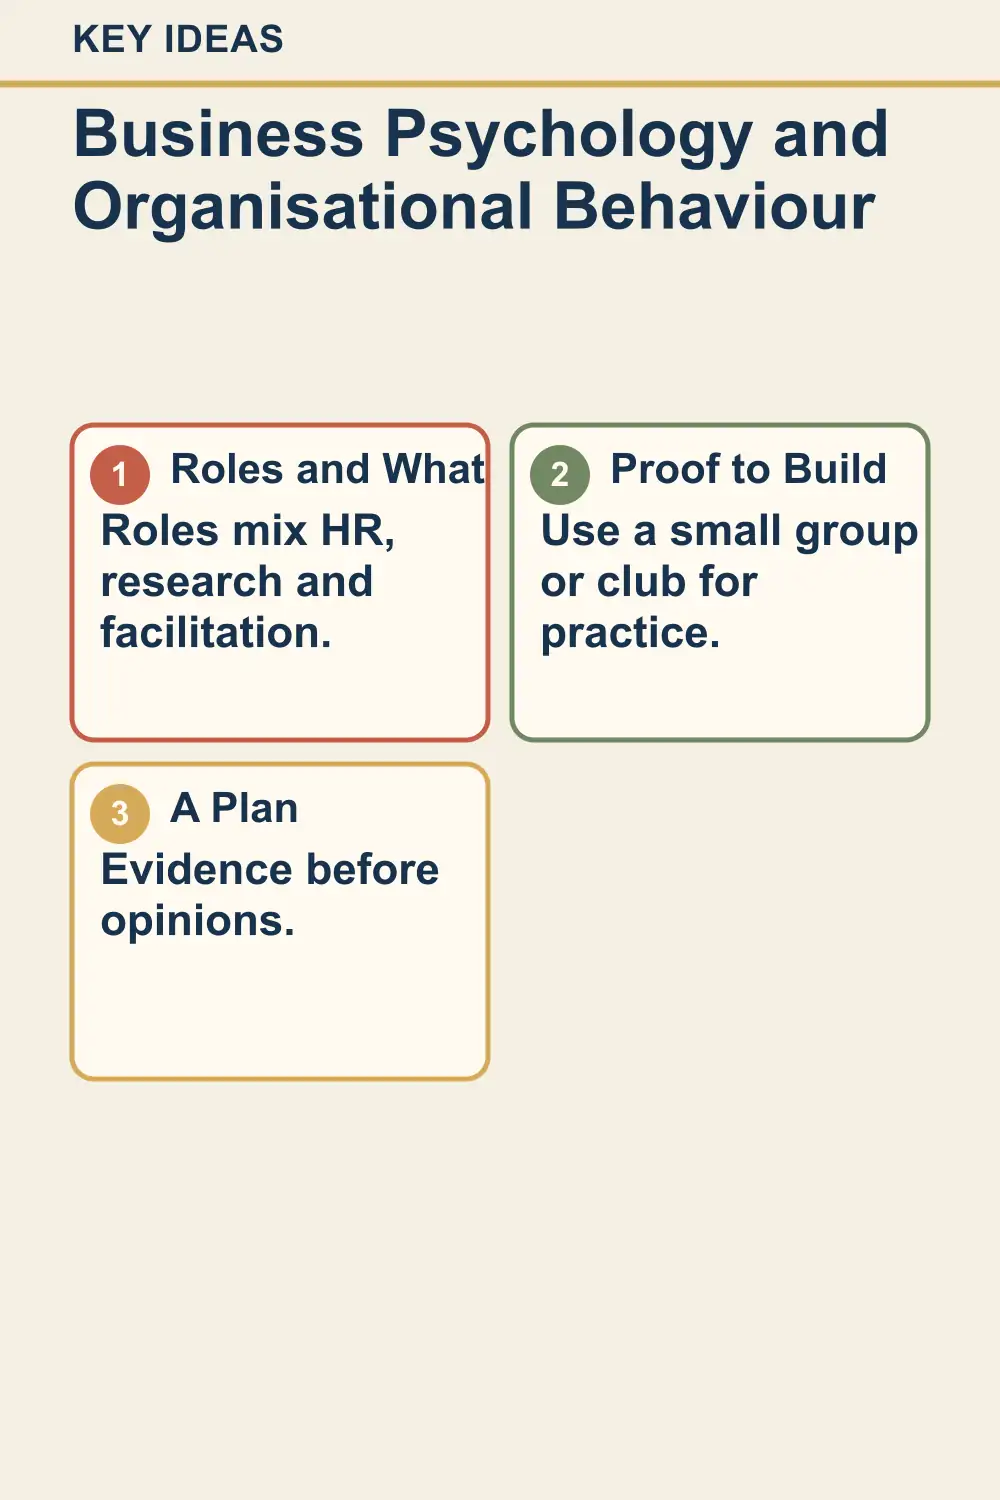 KEY IDEAS
Business Psychology and
Organisational Behaviour
1 Roles and What
Roles mix HR,
research and
facilitation.
2 Proof to Build
Use a small group
or club for
practice.
3 A Plan
Evidence before
opinions.